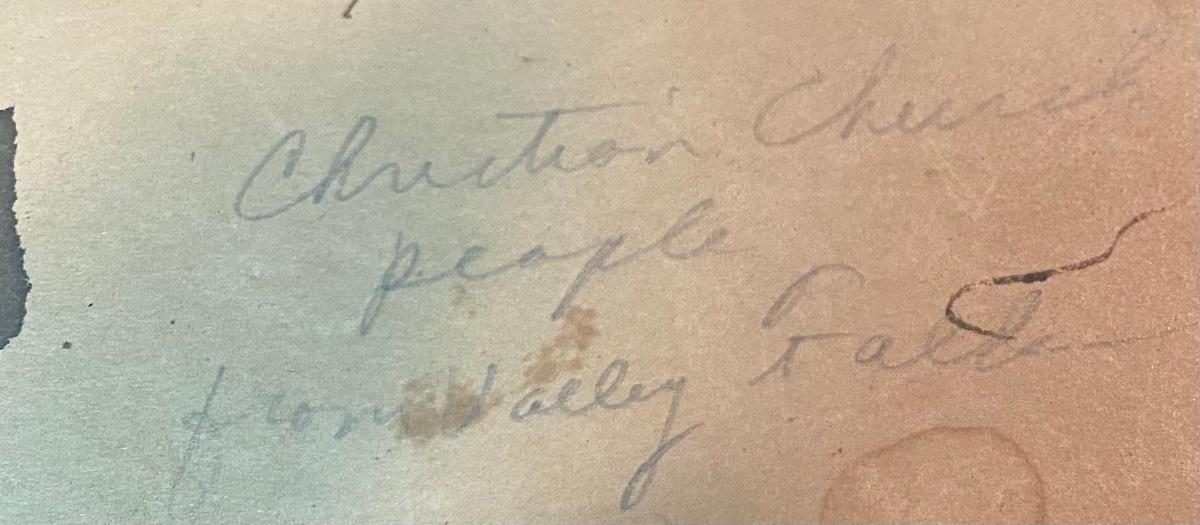 Christian Church
people
from Valley Falls